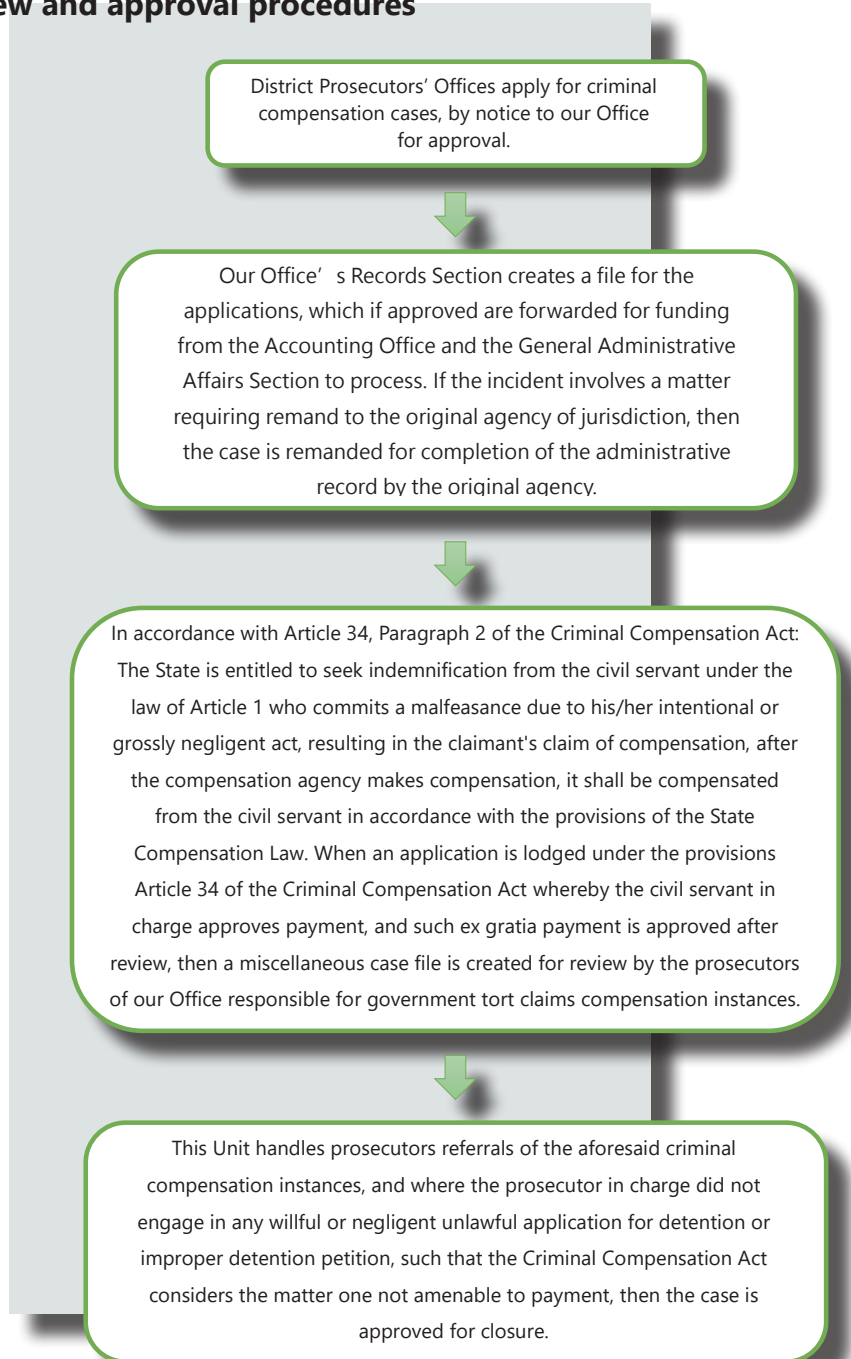 ew and approval procedures
District Prosecutors' Offices apply for criminal
compensation cases, by notice to our Office
for approval.
Our Office' s Records Section creates a file for the
applications, which if approved are forwarded for funding
from the Accounting Office and the General Administrative
Affairs Section to process. If the incident involves a matter
requiring remand to the original agency of jurisdiction, then
the case is remanded for completion of the administrative
record by the original agency.
In accordance with Article 34, Paragraph 2 of the Criminal Compensation Act:
The State is entitled to seek indemnification from the civil servant under the
law of Article 1 who commits a malfeasance due to his/her intentional or
grossly negligent act, resulting in the claimant's claim of compensation, after
the compensation agency makes compensation, it shall be compensated
from the civil servant in accordance with the provisions of the State
Compensation Law. When an application is lodged under the provisions
Article 34 of the Criminal Compensation Act whereby the civil servant in
charge approves payment, and such ex gratia payment is approved after
review, then a miscellaneous case file is created for review by the prosecutors
of our Office responsible for government tort claims compensation instances.
This Unit handles prosecutors referrals of the aforesaid criminal
compensation instances, and where the prosecutor in charge did not
engage in any willful or negligent unlawful application for detention or
improper detention petition, such that the Criminal Compensation Act
considers the matter one not amenable to payment, then the case is
approved for closure.